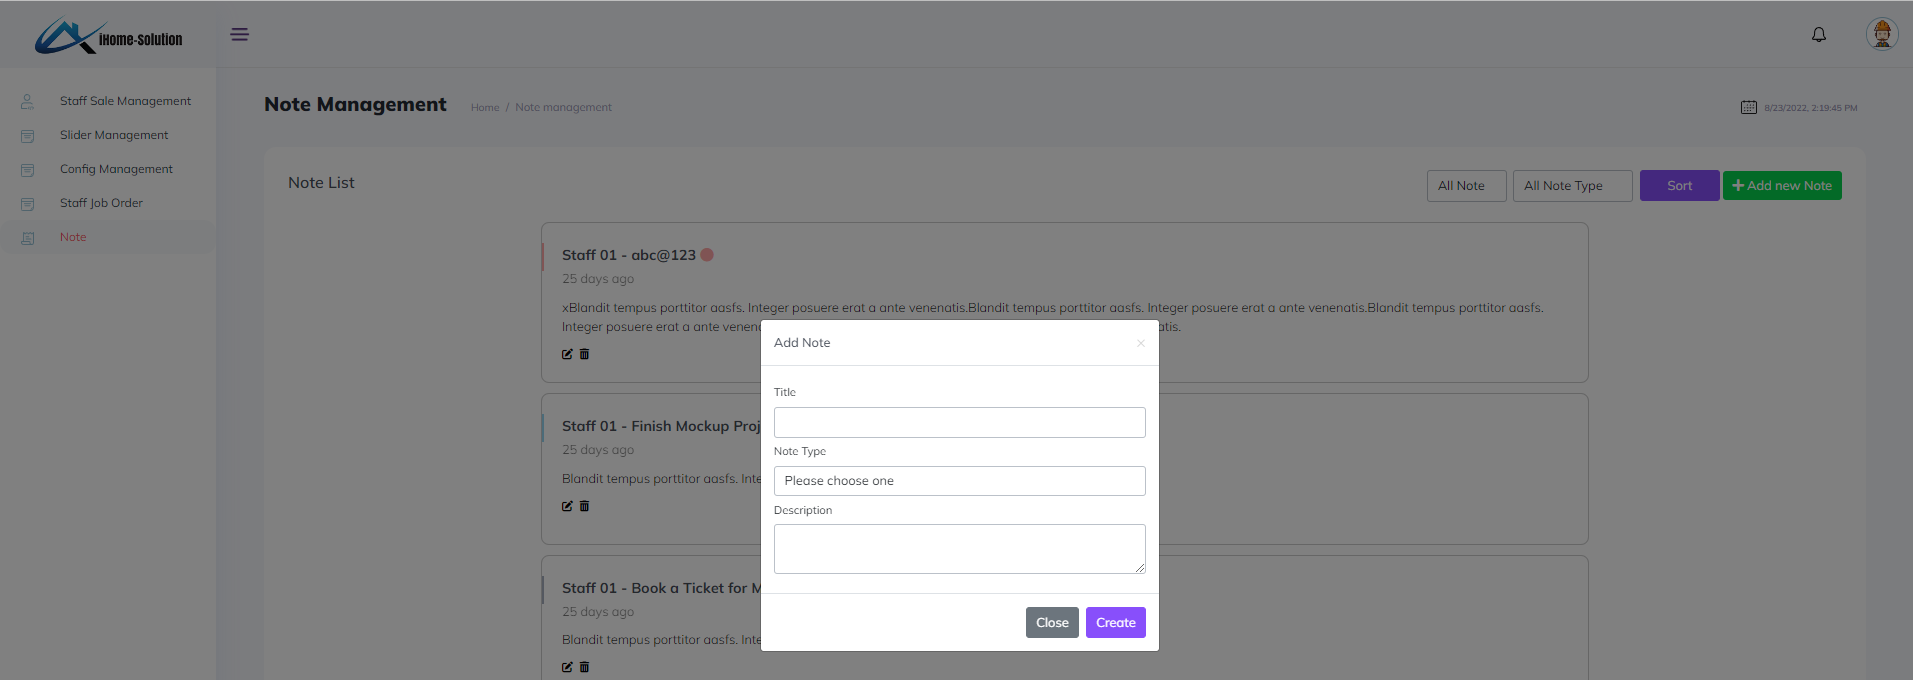 iHome-Solution
Staff Sale Management
Slider Management
Config Management
Staff Job Order
Note
Note Management
Home / Note management
8/23/2022, 2:19:45 PM
Note List
All Note
All Note Type
Sort
Add new Note
Staff 01 - abc@123
25 days ago
xBlandit tempus porttitor aasfs. Integer posuere erat a ante venenatis.Blandit tempus porttitor aasfs. Integer posuere erat a ante venenatis.Blandit tempus porttitor aasfs.
Integer posuere erat a ante venen atis.
Staff 01 - Finish Mockup Proj
25 days ago
Blandit tempus porttitor aasfs. Inte
Staff 01 - Book a Ticket for M
25 days ago
Blandit tempus porttitor aasfs. Inte
Add Note
×
Title
Note Type
Please choose one
Description
Close
Create